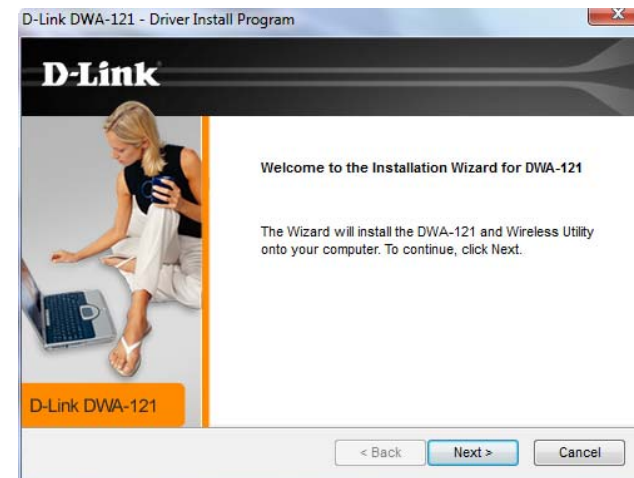 D-Link DWA-121 - Driver Install Program
D-Link
Welcome to the Installation Wizard for DWA-121
The Wizard will install the DWA-121 and Wireless Utility
onto your computer. To continue, click Next.
D-Link DWA-121
< Back
Next >
Cancel